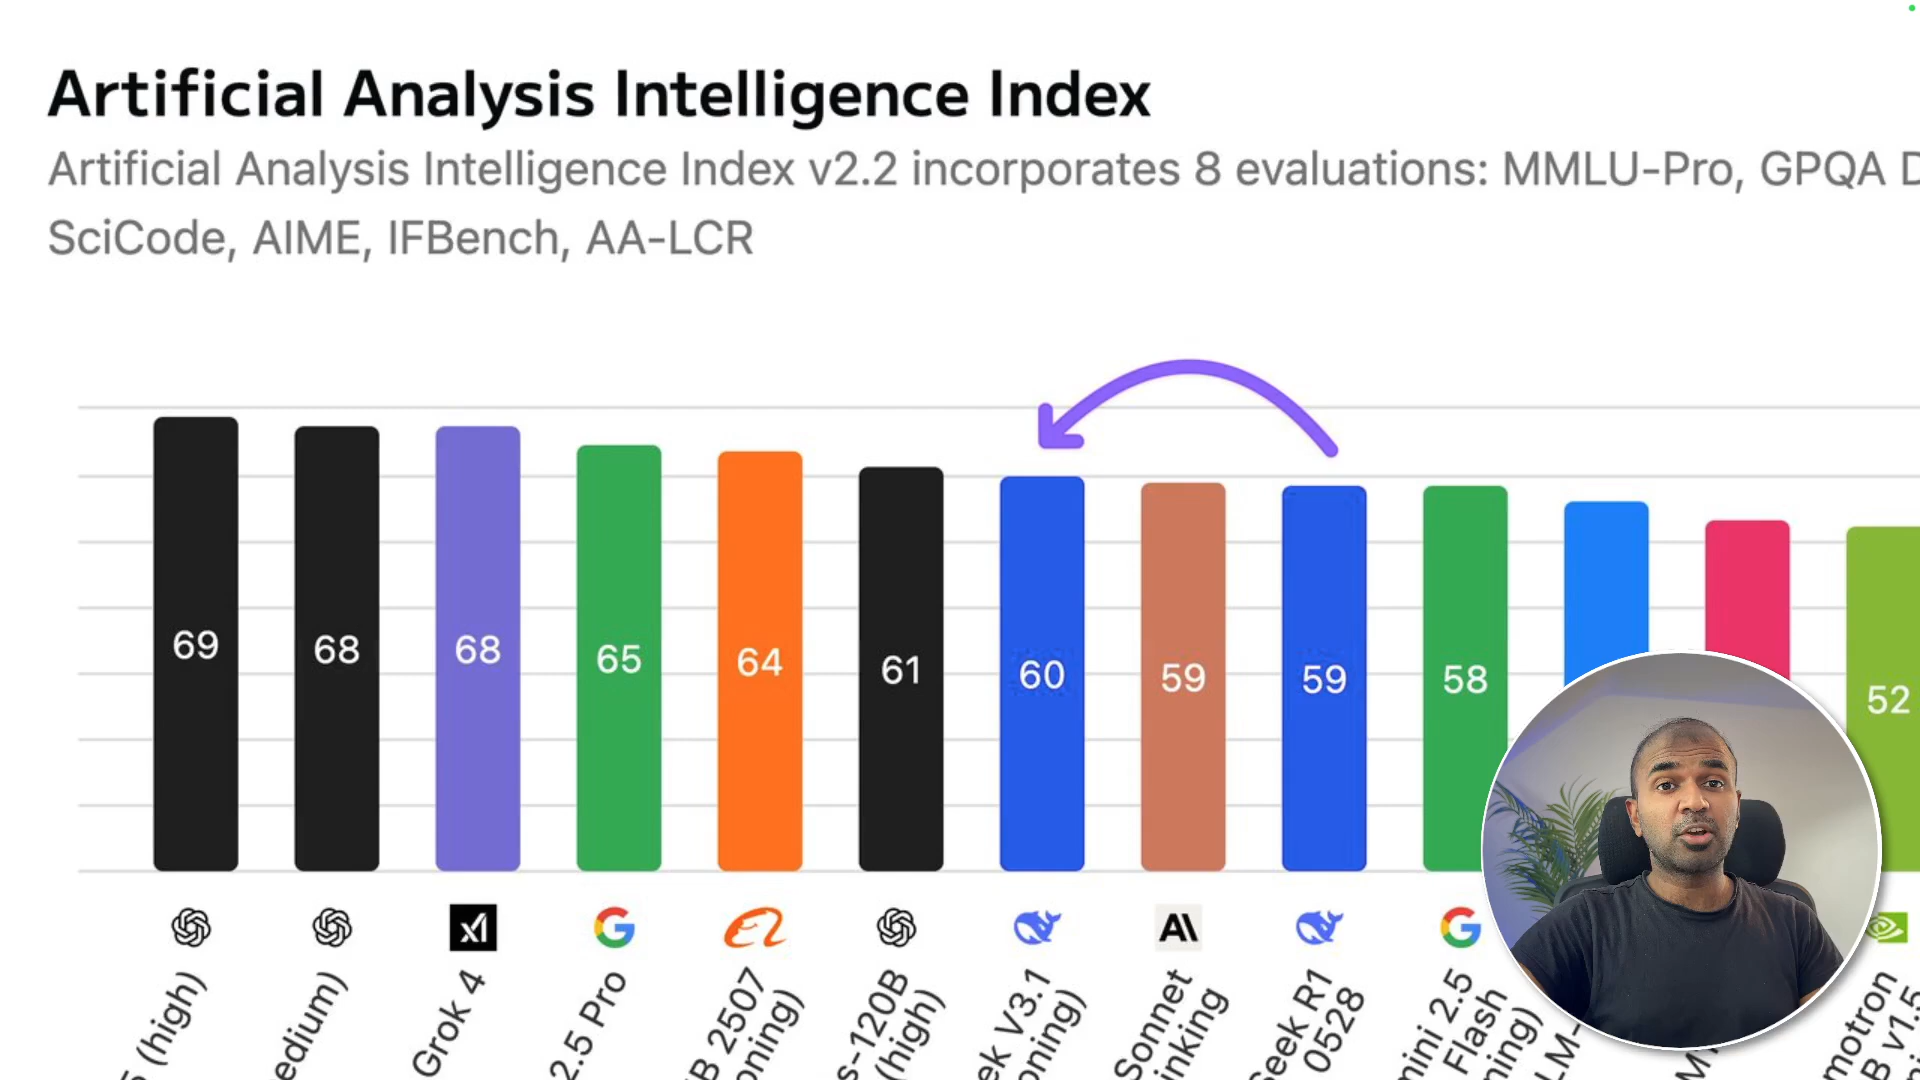 Artificial Analysis Intelligence Index
Artificial Analysis Intelligence Index v2.2 incorporates 8 evaluations: MMLU-Pro, GPQA D
SciCode, AIME, IFBench, AA-LCR
69
68
68
65
64
61
60
59
59
58
52
(high)
edium)
Grok 4
2.5 Pro
B 2507
oning)
s-120B
(high)
ek V3.1
oning)
Sonnet
inking
Seek R1
0528
mini 2.5
Flash
ning)
LM-
motron
B v1.5